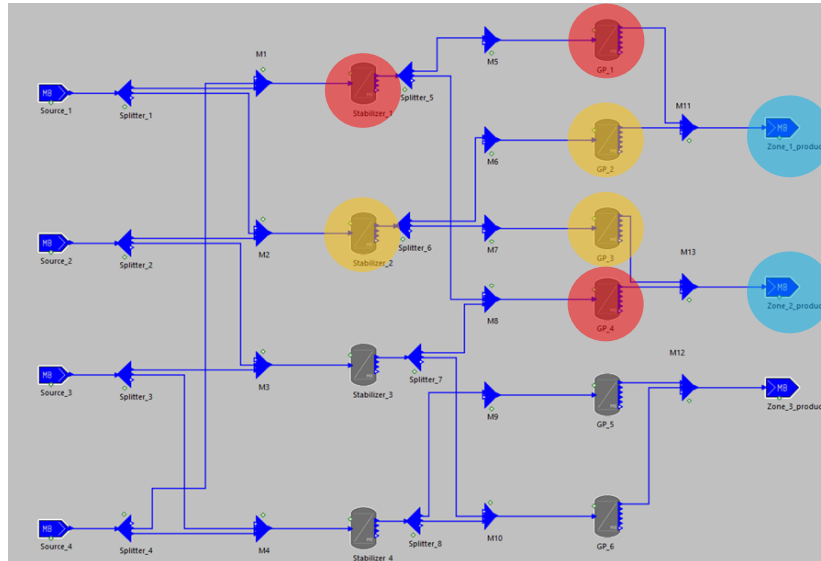 M1
M5
GP_1
MB
Source_1
Splitter_1
Stabilizer_1
Splitter_5
M11
MB
Zone_1_produc
M6
GP_2
MB
Source_2
Splitter_2
M2
Stabilizer_2
Splitter_6
M7
GP_3
M13
MB
Zone_2_produc
M8
GP_4
MB
Source_3
Splitter_3
M3
Stabilizer_3
Splitter_7
M12
MB
Zone_3_produc
M9
GP_5
MB
Source_4
Splitter_4
M4
Stabilizer_4
Splitter_8
M10
GP_6